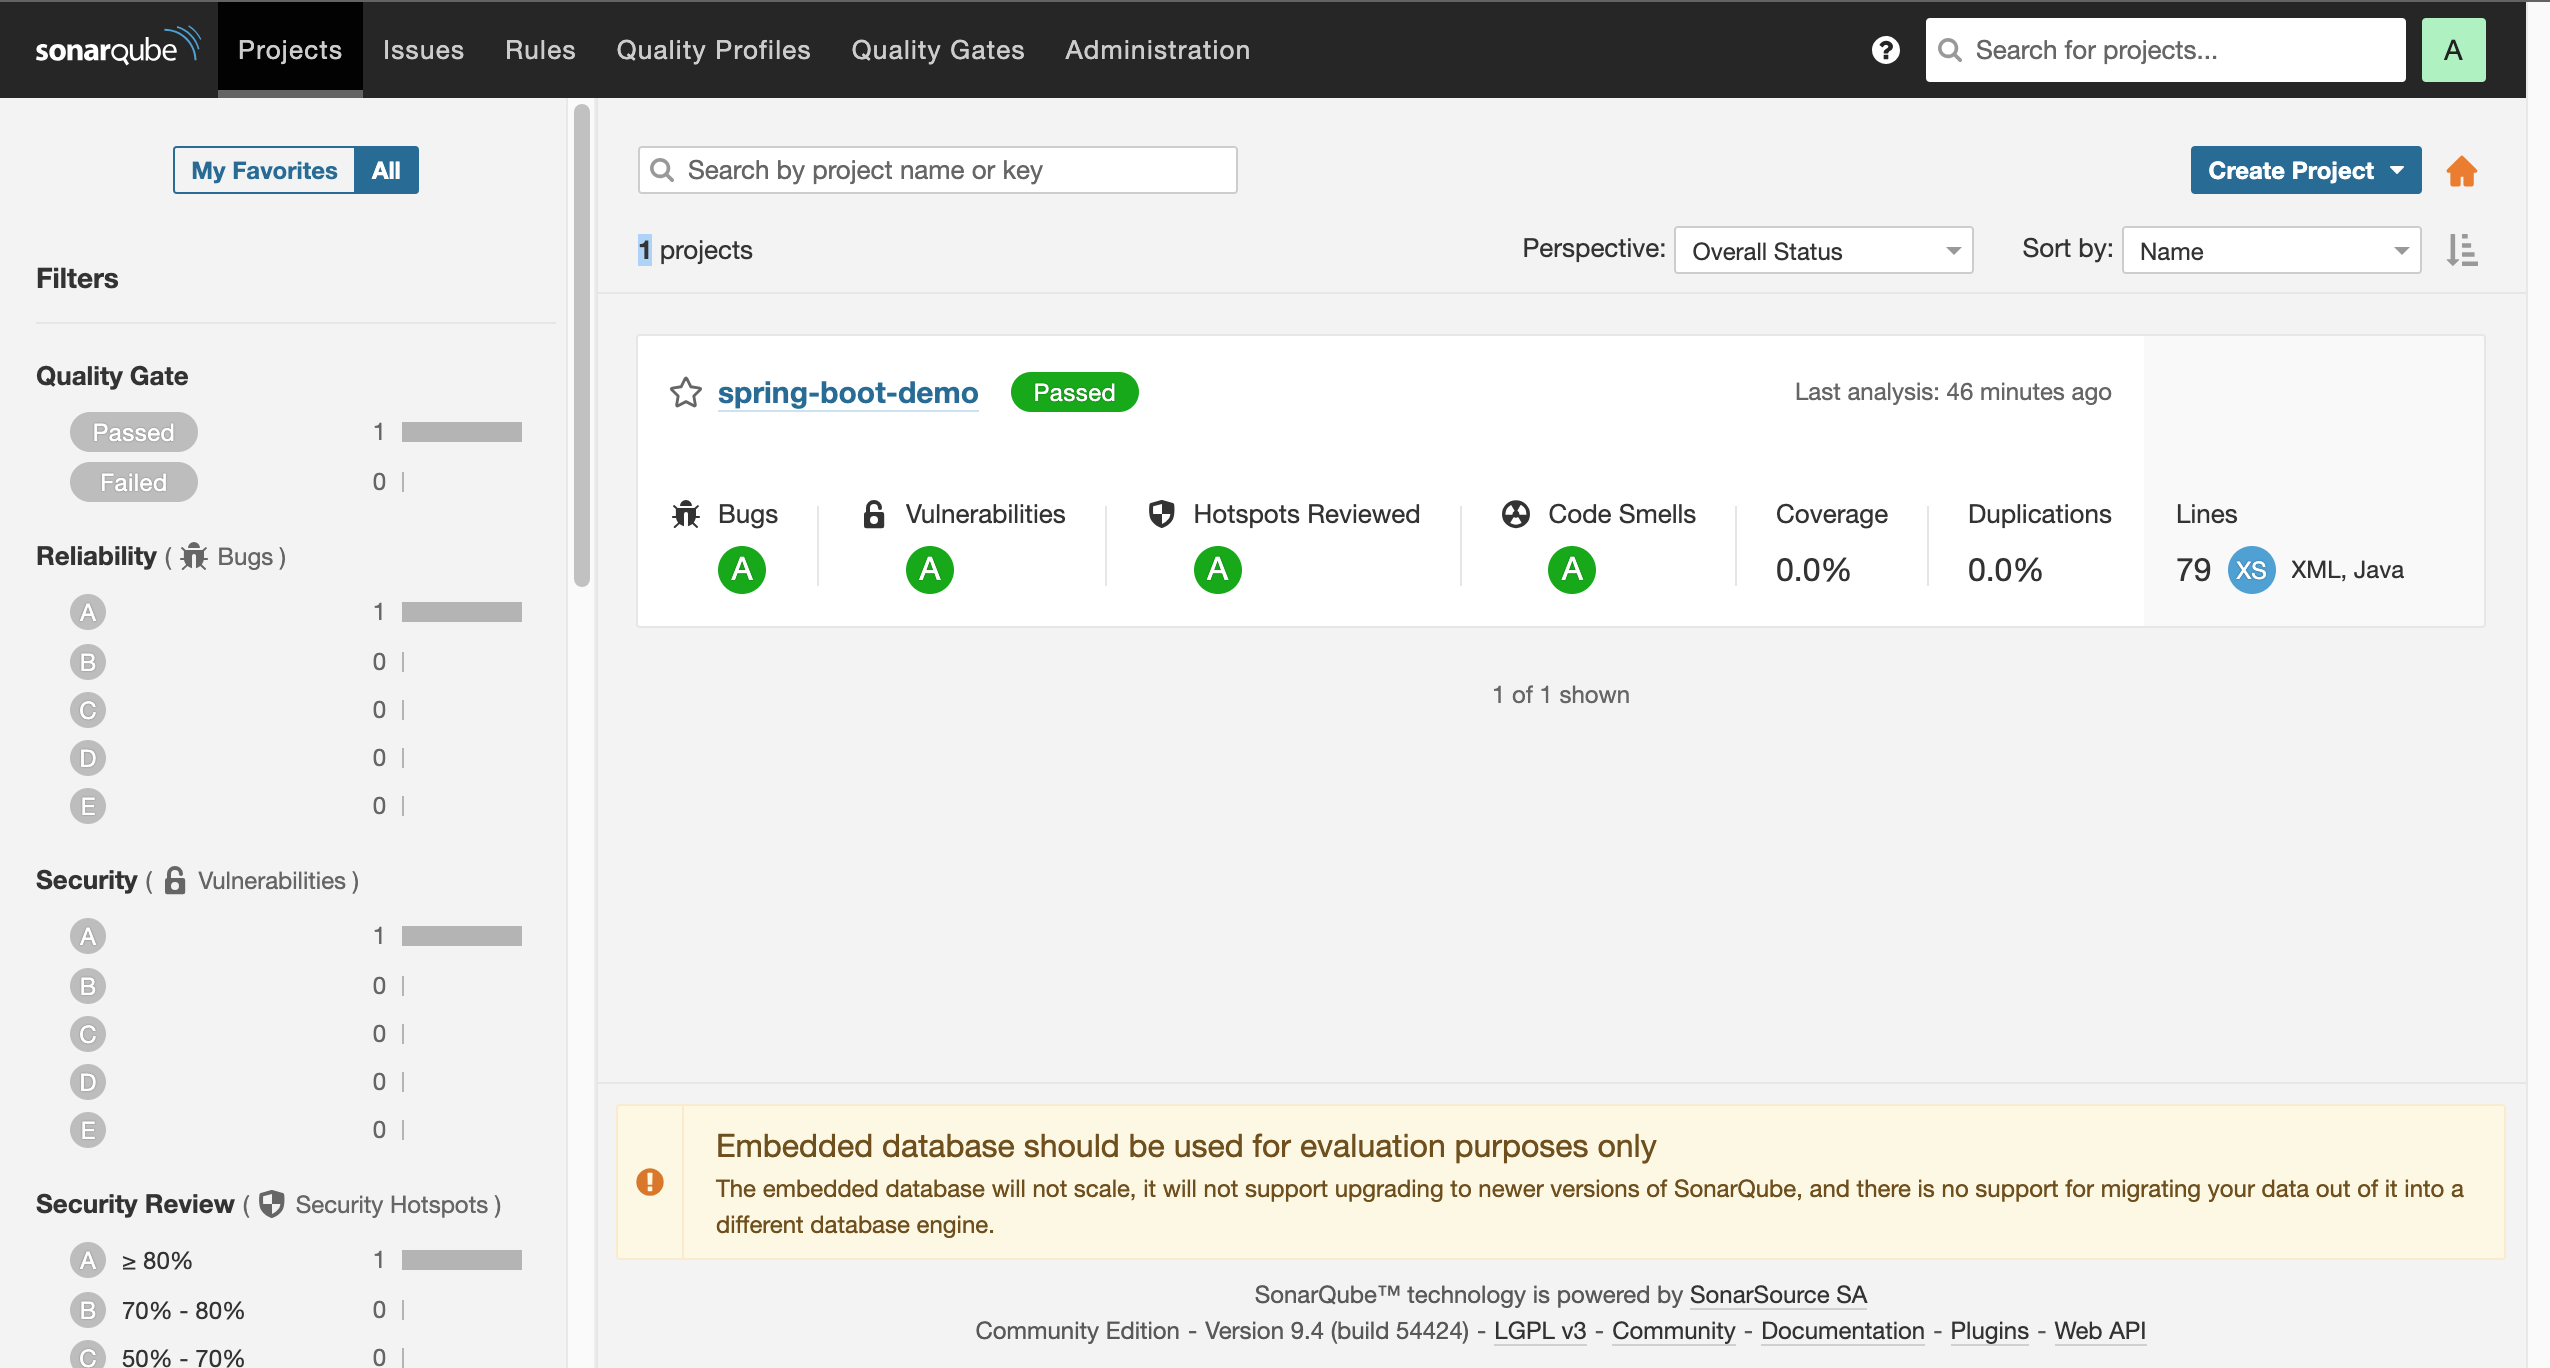 sonarqube Projects Issues Rules Quality Profiles Quality Gates Administration ? Search for projects... A
My Favorites All
Filters
Quality Gate
Passed 1
Failed 0
Reliability ( Bugs )
A 1
B 0
C 0
D 0
E 0
Security ( Vulnerabilities )
A 1
B 0
C 0
D 0
E 0
Security Review ( Security Hotspots )
A ≥ 80% 1
B 70% - 80% 0
C 50% - 70% 0
Search by project name or key
Create Project
1 projects
Perspective: Overall Status
Sort by: Name
spring-boot-demo Passed Last analysis: 46 minutes ago
Bugs Vulnerabilities Hotspots Reviewed Code Smells Coverage Duplications Lines
A A A A 0.0% 0.0% 79 XS XML, Java
1 of 1 shown
Embedded database should be used for evaluation purposes only
The embedded database will not scale, it will not support upgrading to newer versions of SonarQube, and there is no support for migrating your data out of it into a
different database engine.
SonarQube™ technology is powered by SonarSource SA
Community Edition - Version 9.4 (build 54424) - LGPL v3 - Community - Documentation - Plugins - Web API